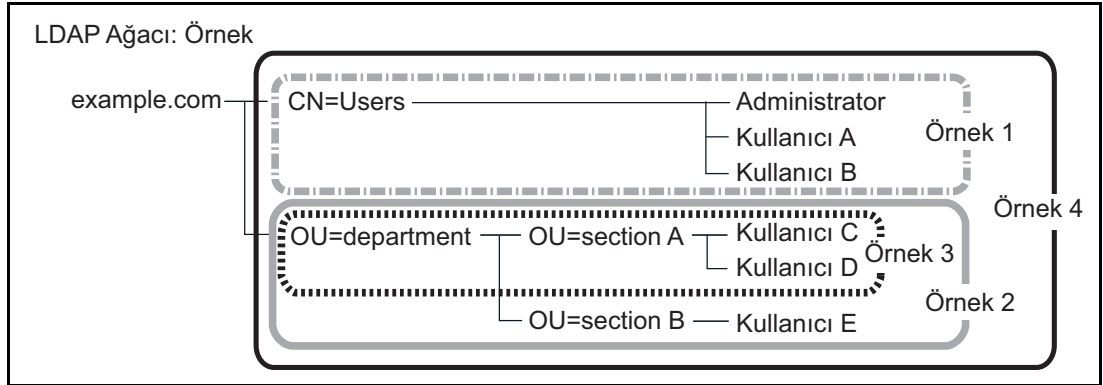 LDAP Ağacı: Örnek
example.com
CN=Users
Administrator
Kullanıcı A
Kullanıcı B
Örnek 1
Örnek 4
OU=department
OU=section A
Kullanıcı C
Kullanıcı D
Örnek 3
Örnek 2
OU=section B
Kullanıcı E